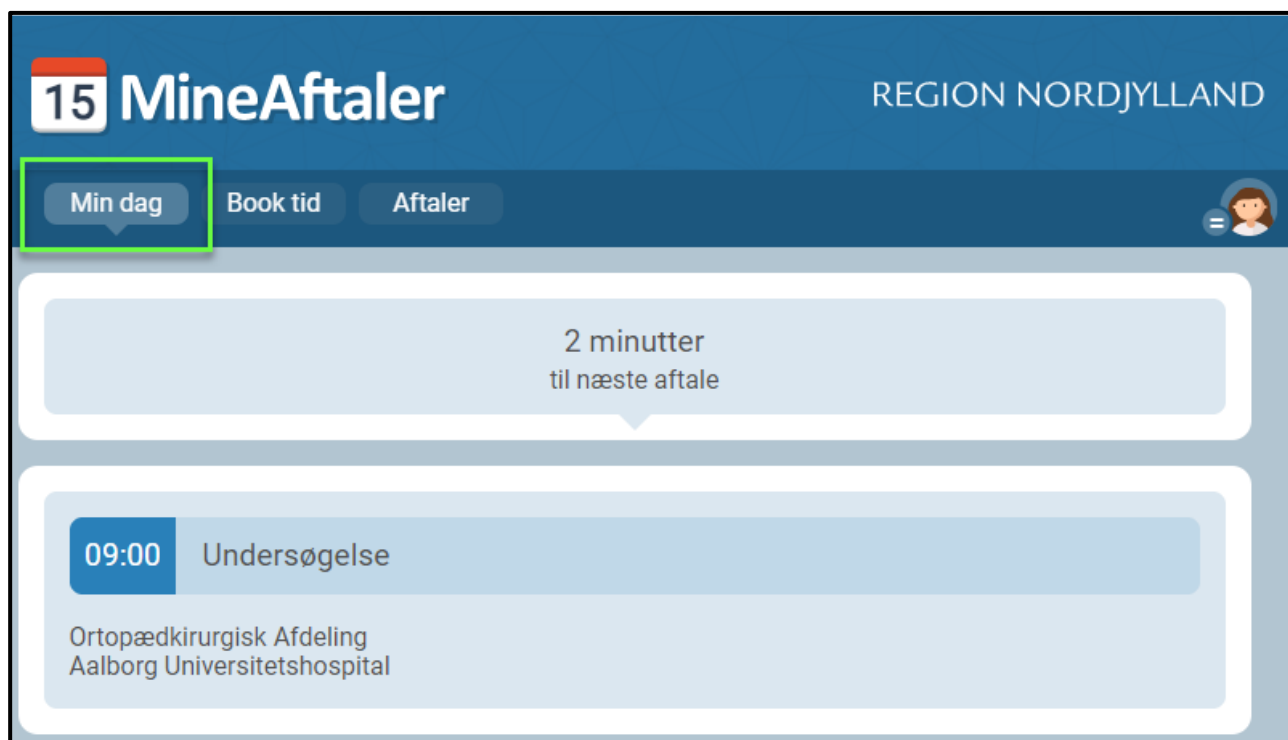 15 MineAftaler
REGION NORDJYLLAND
Min dag Book tid Aftaler
2 minutter
til næste aftale
09:00 Undersøgelse
Ortopædkirurgisk Afdeling
Aalborg Universitetshospital